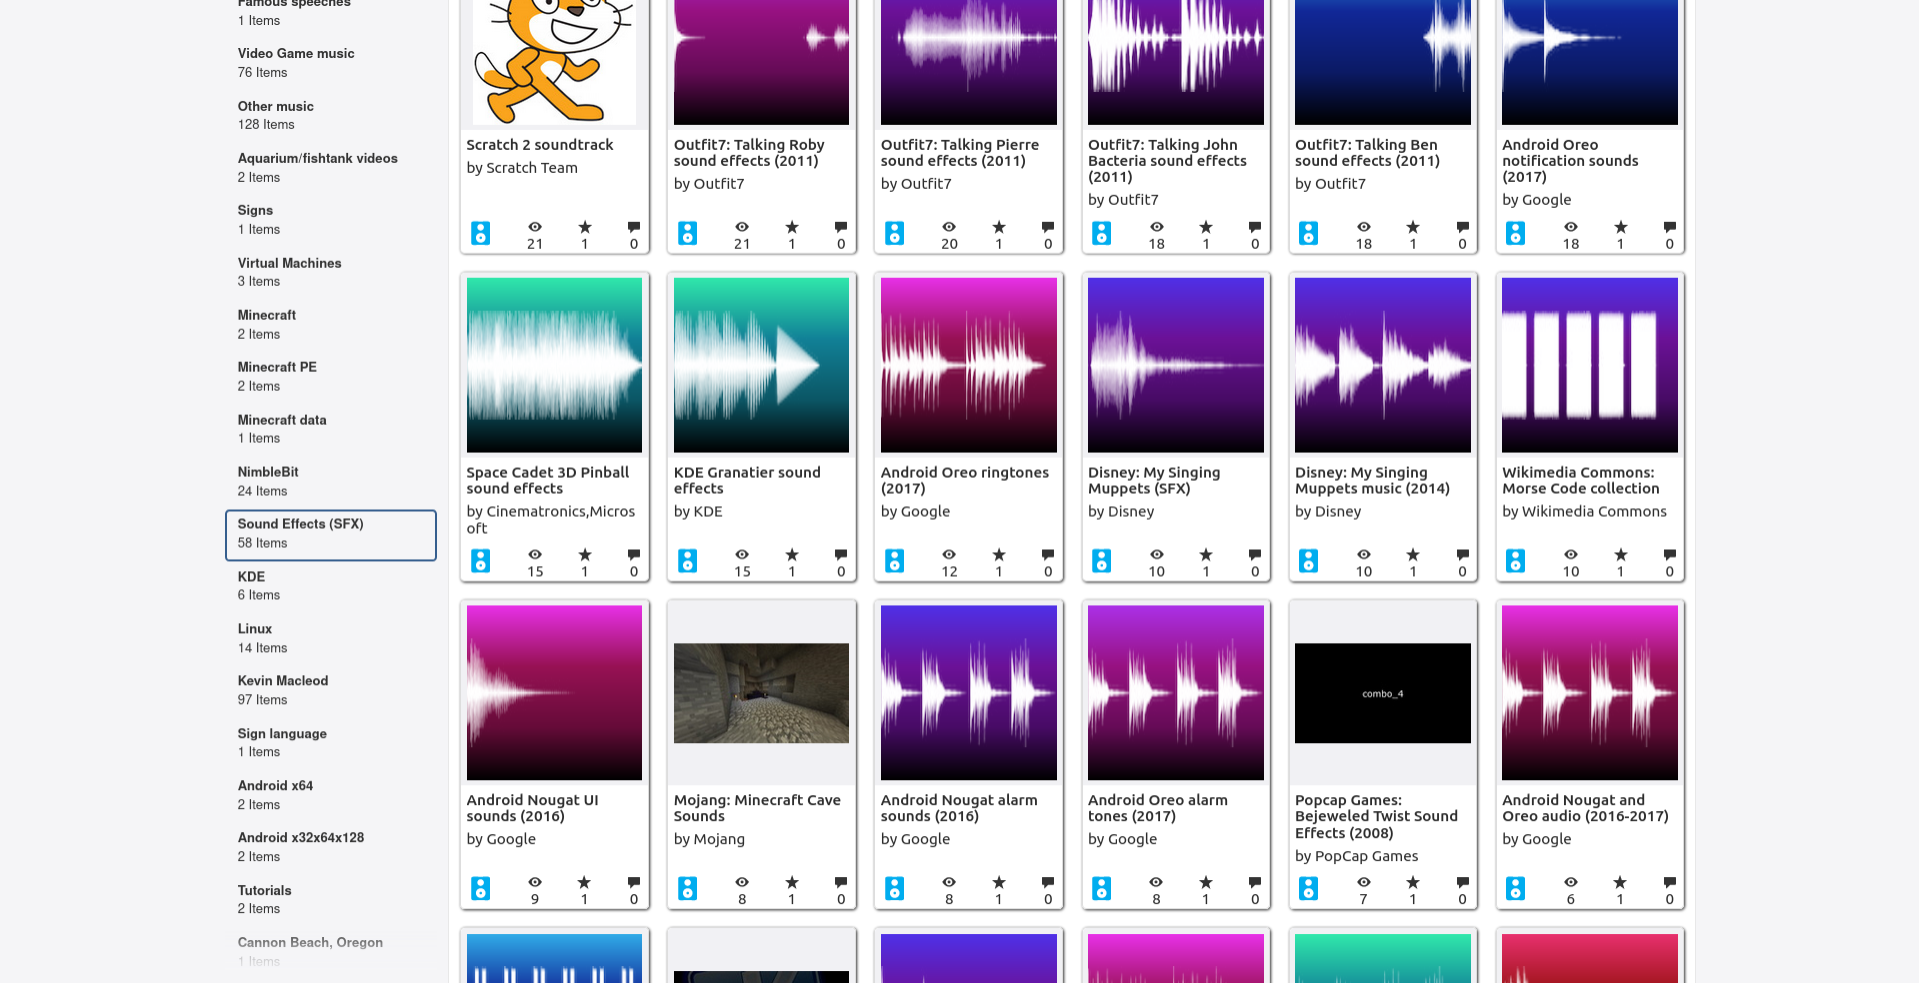 Famous speeches
1 Items
Video Game music
76 Items
Other music
128 Items
Aquarium/fishtank videos
2 Items
Signs
1 Items
Virtual Machines
3 Items
Minecraft
2 Items
Minecraft PE
2 Items
Minecraft data
1 Items
NimbleBit
24 Items
Sound Effects (SFX)
58 Items
KDE
6 Items
Linux
14 Items
Kevin Macleod
97 Items
Sign language
1 Items
Android x64
2 Items
Android x32x64x128
2 Items
Tutorials
2 Items
Cannon Beach, Oregon
1 Items
Scratch 2 soundtrack
by Scratch Team
21 1 0
Outfit7: Talking Roby
sound effects (2011)
by Outfit7
21 1 0
Outfit7: Talking Pierre
sound effects (2011)
by Outfit7
20 1 0
Outfit7: Talking John
Bacteria sound effects
(2011)
by Outfit7
18 1 0
Outfit7: Talking Ben
sound effects (2011)
by Outfit7
18 1 0
Android Oreo
notification sounds
(2017)
by Google
18 1 0
Space Cadet 3D Pinball
sound effects
by Cinematronics,Micros
oft
15 1 0
KDE Granatier sound
effects
by KDE
15 1 0
Android Oreo ringtones
(2017)
by Google
12 1 0
Disney: My Singing
Muppets (SFX)
by Disney
10 1 0
Disney: My Singing
Muppets music (2014)
by Disney
10 1 0
Wikimedia Commons:
Morse Code collection
by Wikimedia Commons
10 1 0
Android Nougat UI
sounds (2016)
by Google
9 1 0
Mojang: Minecraft Cave
Sounds
by Mojang
8 1 0
Android Nougat alarm
sounds (2016)
by Google
8 1 0
Android Oreo alarm
tones (2017)
by Google
8 1 0
combo_4
Popcap Games:
Bejeweled Twist Sound
Effects (2008)
by PopCap Games
7 1 0
Android Nougat and
Oreo audio (2016-2017)
by Google
6 1 0